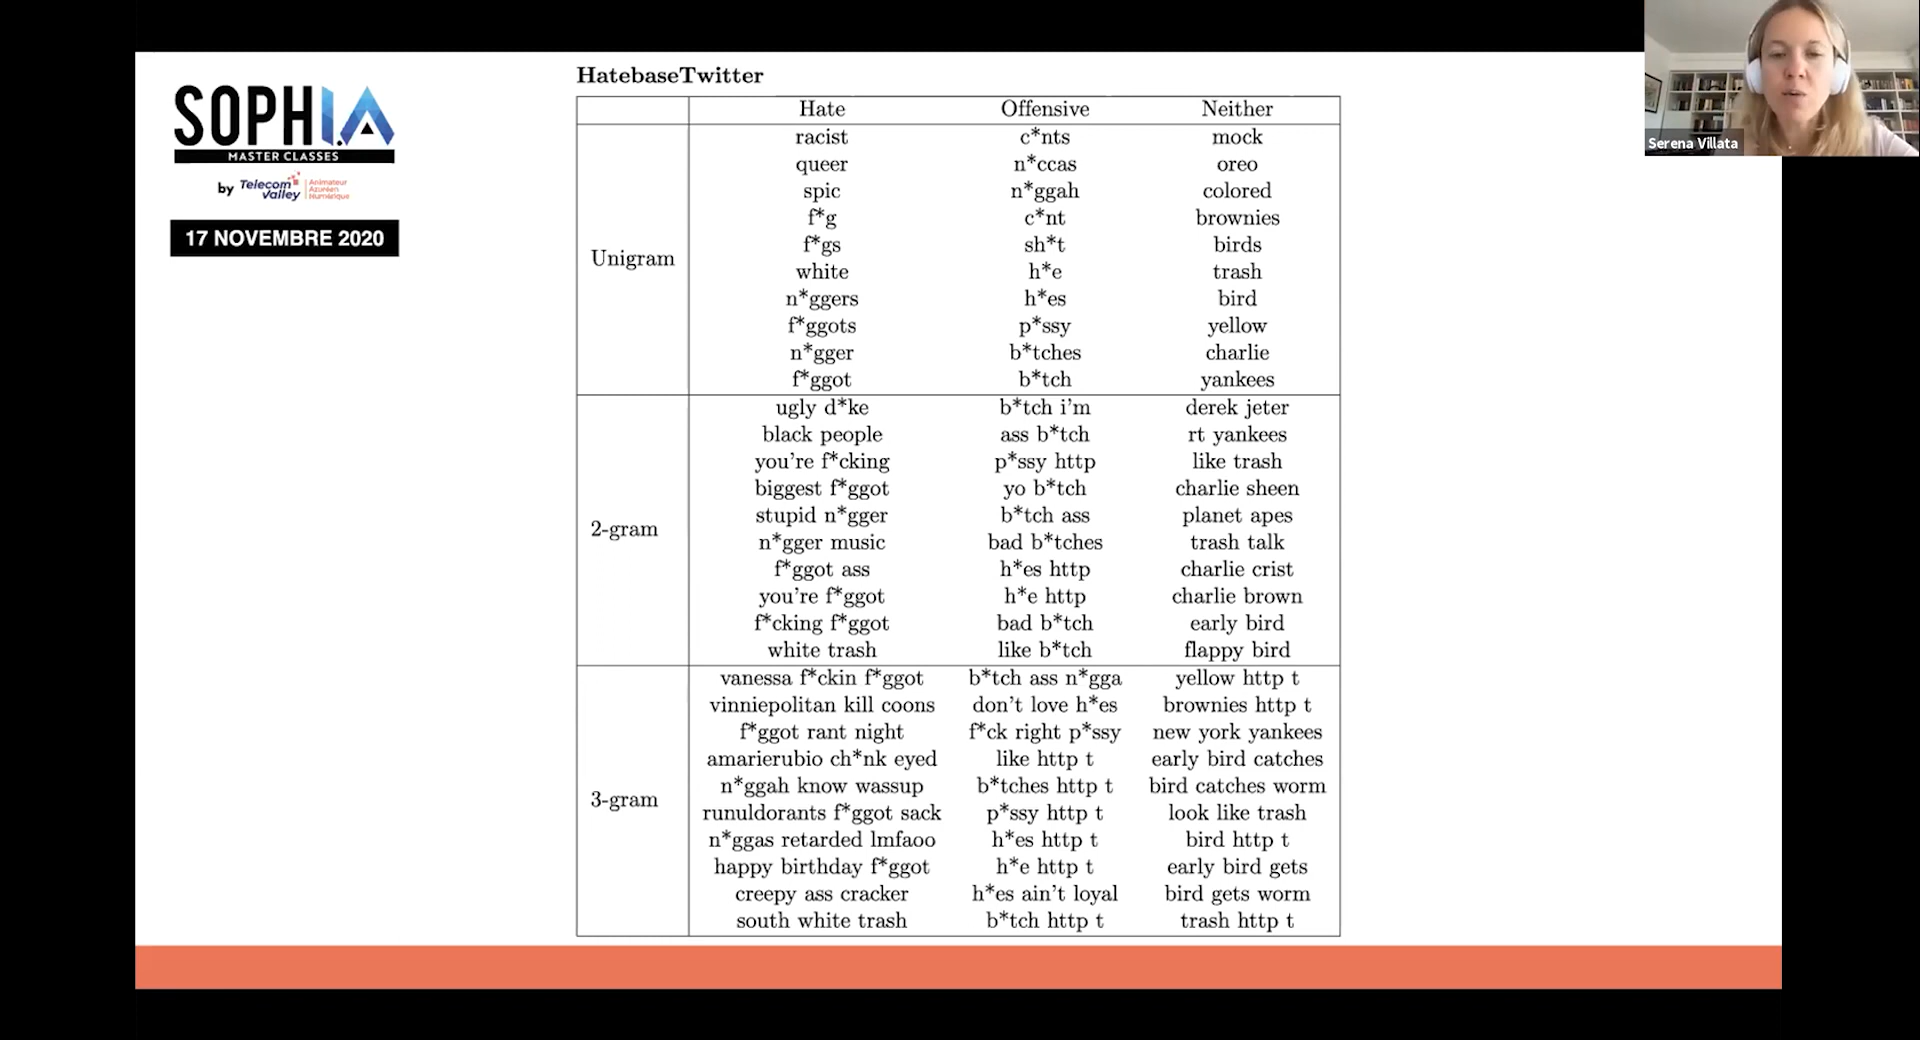 SOPHI.A
MASTER CLASSES
by Telecom Valley Animateur Azuréen Numérique
17 NOVEMBRE 2020
Serena Villata
HatebaseTwitter
Hate Offensive Neither
Unigram
racist c*nts mock
queer n*ccas oreo
spic n*ggah colored
f*g c*nt brownies
f*gs sh*t birds
white h*e trash
n*ggers h*es bird
f*ggots p*ssy yellow
n*gger b*tches charlie
f*ggot b*tch yankees
2-gram
ugly d*ke b*tch i'm derek jeter
black people ass b*tch rt yankees
you're f*cking p*ssy http like trash
biggest f*ggot yo b*tch charlie sheen
stupid n*gger b*tch ass planet apes
n*gger music bad b*tches trash talk
f*ggot ass h*es http charlie crist
you're f*ggot h*e http charlie brown
f*cking f*ggot bad b*tch early bird
white trash like b*tch flappy bird
3-gram
vanessa f*ckin f*ggot b*tch ass n*gga yellow http t
vinniepolitan kill coons don't love h*es brownies http t
f*ggot rant night f*ck right p*ssy new york yankees
amarierubio ch*nk eyed like http t early bird catches
n*ggah know wassup b*tches http t bird catches worm
runuldorants f*ggot sack p*ssy http t look like trash
n*ggas retarded lmfaoo h*es http t bird http t
happy birthday f*ggot h*e http t early bird gets
creepy ass cracker h*es ain't loyal bird gets worm
south white trash b*tch http t trash http t